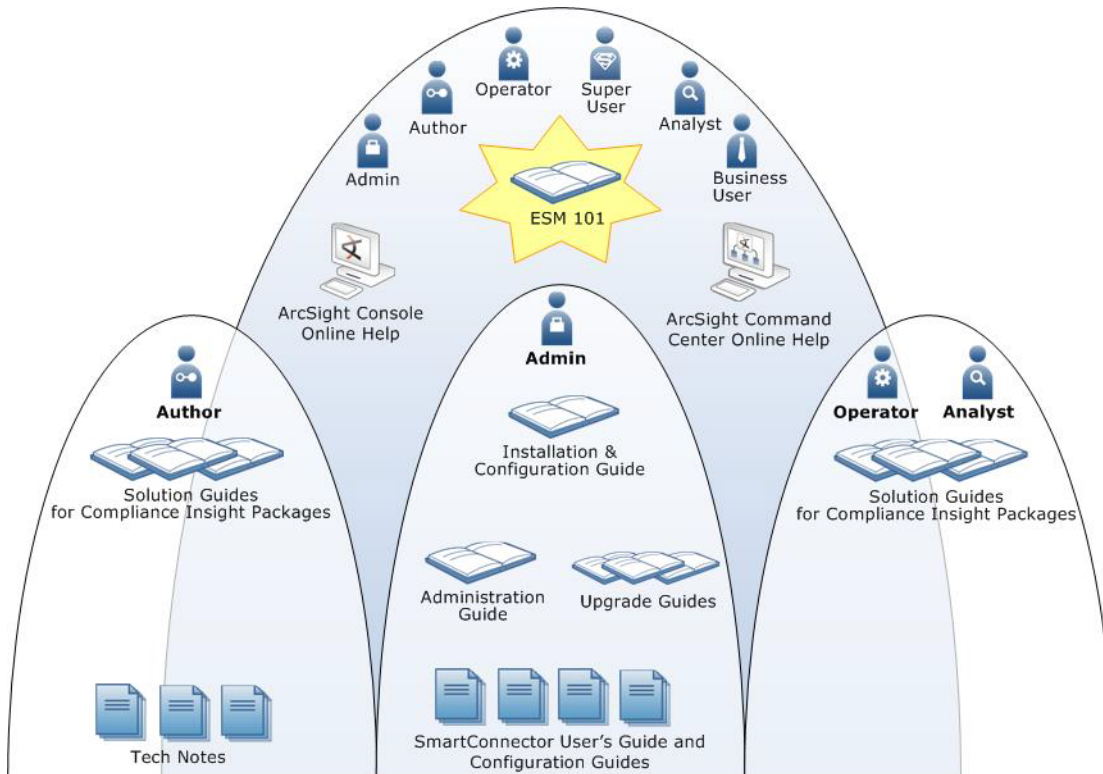 Operator
Super
User
Author
Analyst
Admin
Business
User
ESM 101
ArcSight Console
Online Help
ArcSight Command
Center Online Help
Admin
Author
Operator
Analyst
Installation &
Configuration Guide
Solution Guides
for Compliance Insight Packages
Solution Guides
for Compliance Insight Packages
Administration
Guide
Upgrade Guides
Tech Notes
SmartConnector User's Guide and
Configuration Guides